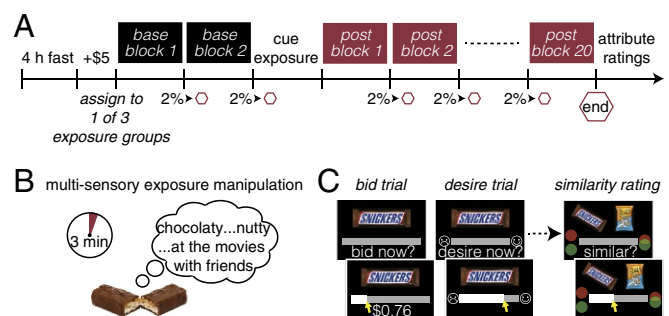 A
4 h fast
+$5
base
block 1
base
block 2
cue
exposure
post
block 1
post
block 2
post
block 20
attribute
ratings
assign to
1 of 3
exposure groups
2%
2%
2%
2%
2%
end
B
multi-sensory exposure manipulation
3 min
chocolaty...nutty
...at the movies
with friends
C
bid trial
desire trial
similarity rating
SNICKERS
bid now?
SNICKERS
desire now?
SNICKERS
similar?
SNICKERS
$0.76
SNICKERS
SNICKERS